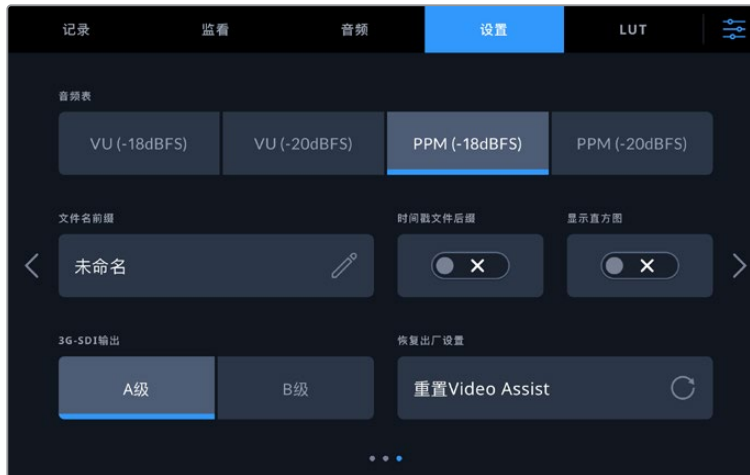 记录 监看 音频 设置 LUT
音频表
VU (-18dBFS) VU (-20dBFS) PPM (-18dBFS) PPM (-20dBFS)
文件名前缀 时间戳文件后缀 显示直方图
未命名
3G-SDI输出 恢复出厂设置
A级 B级 重置Video Assist